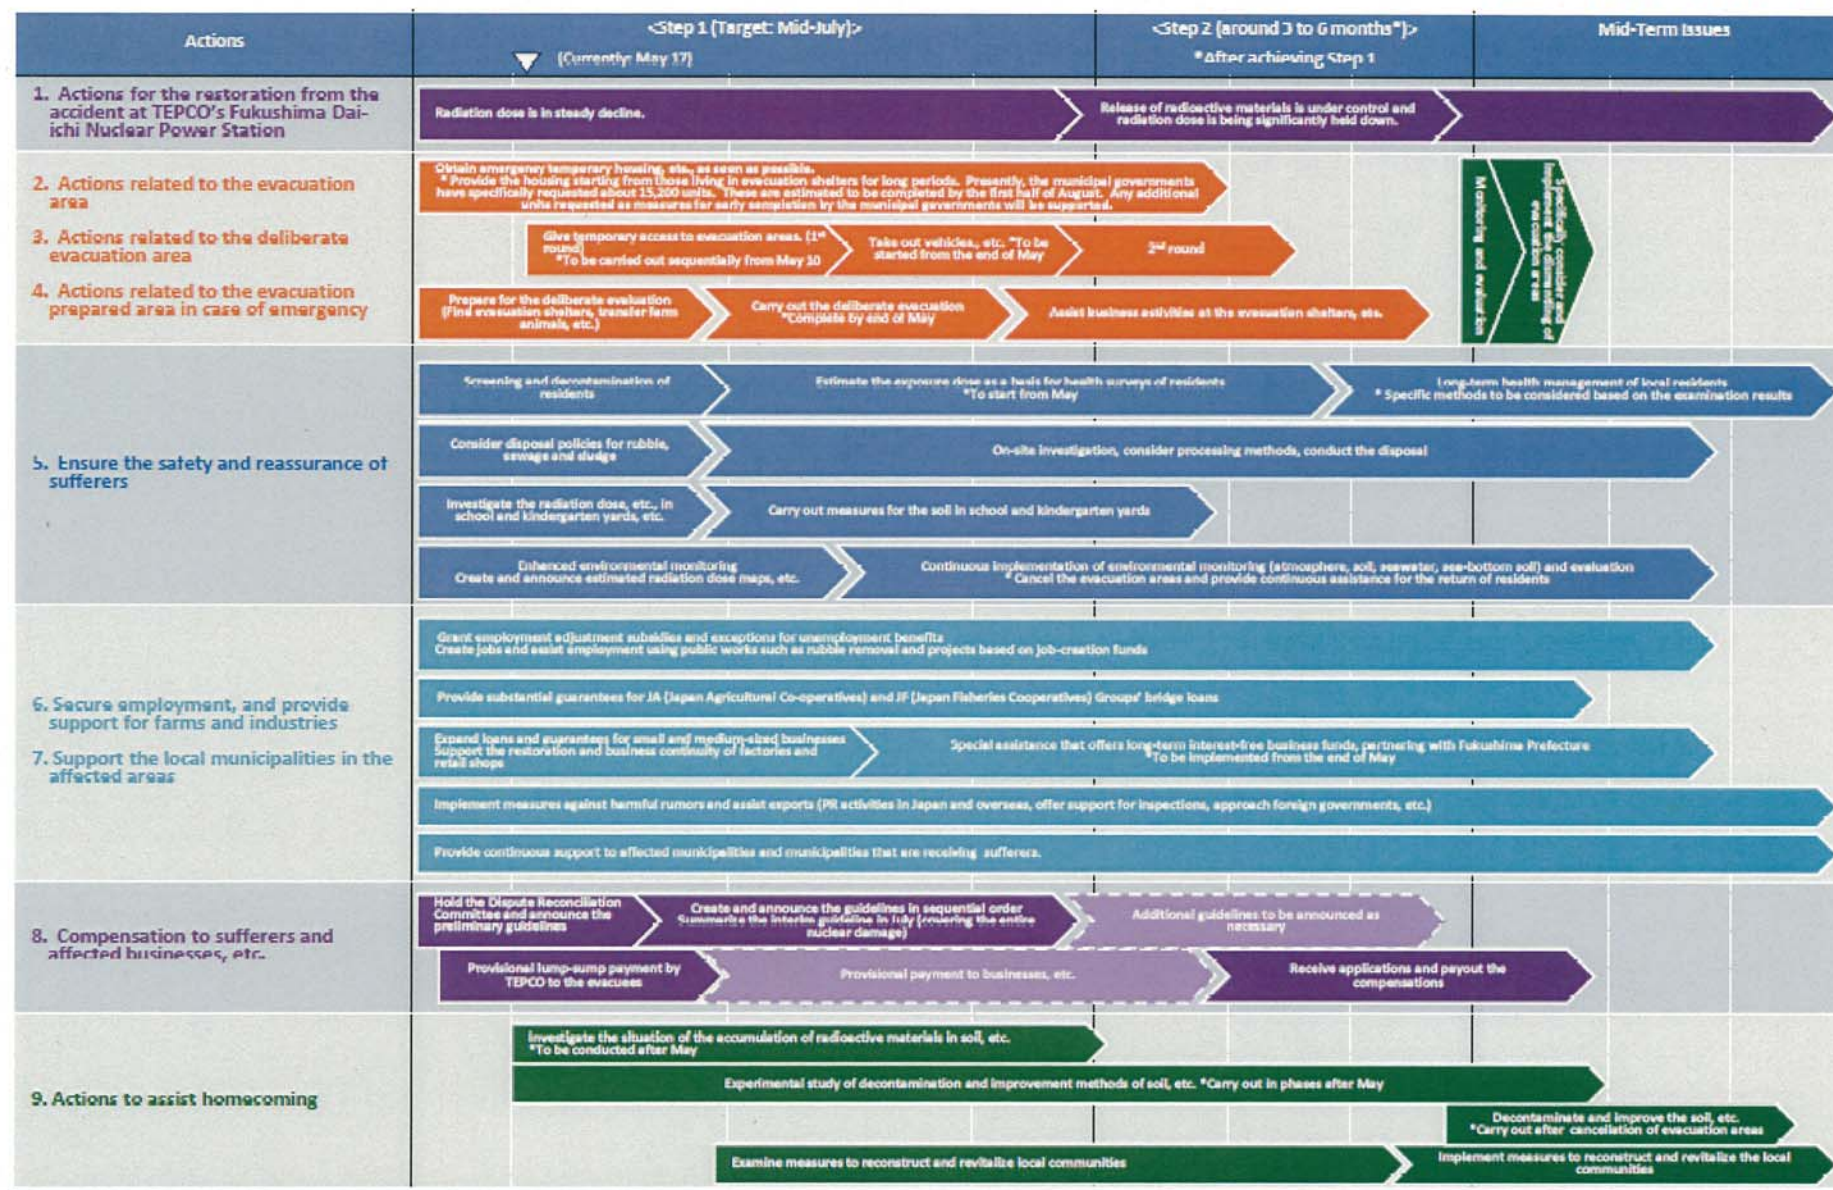 Actions
<Step 1 (Target: Mid-July)>
(Currently: May 17)
<Step 2 (around 3 to 6 months*)>
*After achieving Step 1
Mid-Term Issues
1. Actions for the restoration from the
accident at TEPCO's Fukushima Dai-
ichi Nuclear Power Station
Radiation dose is in steady decline.
Release of radioactive materials is under control and
radiation dose is being significantly held down.
2. Actions related to the evacuation
area
3. Actions related to the deliberate
evacuation area
4. Actions related to the evacuation
prepared area in case of emergency
Obtain emergency temporary housing, etc., as soon as possible.
* Provide the housing starting from those living in evacuation shelters for long periods. Presently, the municipal governments
have specifically requested about 15,200 units. These are estimated to be completed by the first half of August. Any additional
units requested as measures for early completion by the municipal governments will be supported.
Give temporary access to evacuation areas. (1st
round)
*To be carried out sequentially from May 10
Take out vehicles, etc. *To be
started from the end of May
2nd round
Prepare for the deliberate evaluation
(Find evacuation shelters, transfer farm
animals, etc.)
Carry out the deliberate evacuation
*Complete by end of May
Assist business activities at the evacuation shelters, etc.
Monitoring and evaluation
Specifically consider and
implement the dismantling of
evacuation areas
5. Ensure the safety and reassurance of
sufferers
Screening and decontamination of
residents
Estimate the exposure dose as a basis for health surveys of residents
*To start from May
Long-term health management of local residents
* Specific methods to be considered based on the examination results
Consider disposal policies for rubble,
sewage and sludge
On-site investigation, consider processing methods, conduct the disposal
Investigate the radiation dose, etc., in
school and kindergarten yards, etc.
Carry out measures for the soil in school and kindergarten yards
Enhanced environmental monitoring
Create and announce estimated radiation dose maps, etc.
Continuous implementation of environmental monitoring (atmosphere, soil, seawater, sea-bottom soil) and evaluation
* Cancel the evacuation areas and provide continuous assistance for the return of residents
6. Secure employment, and provide
support for farms and industries
7. Support the local municipalities in the
affected areas
Grant employment adjustment subsidies and exceptions for unemployment benefits
Create jobs and assist employment using public works such as rubble removal and projects based on job-creation funds
Provide substantial guarantees for JA (Japan Agricultural Co-operatives) and JF (Japan Fisheries Cooperatives) Groups' bridge loans
Expand loans and guarantees for small and medium-sized businesses
Support the restoration and business continuity of factories and
retail shops
Special assistance that offers long-term interest-free business funds, partnering with Fukushima Prefecture
*To be implemented from the end of May
Implement measures against harmful rumors and assist exports (PR activities in Japan and overseas, offer support for inspections, approach foreign governments, etc.)
Provide continuous support to affected municipalities and municipalities that are receiving sufferers.
8. Compensation to sufferers and
affected businesses, etc.
Hold the Dispute Reconciliation
Committee and announce the
preliminary guidelines
Create and announce the guidelines in sequential order
Summarize the interim guideline in July (covering the entire
nuclear damage)
Additional guidelines to be announced as
necessary
Provisional lump-sump payment by
TEPCO to the evacuees
Provisional payment to businesses, etc.
Receive applications and payout the
compensations
9. Actions to assist homecoming
Investigate the situation of the accumulation of radioactive materials in soil, etc.
*To be conducted after May
Experimental study of decontamination and improvement methods of soil, etc. *Carry out in phases after May
Decontaminate and improve the soil, etc.
*Carry out after cancellation of evacuation areas
Examine measures to reconstruct and revitalize local communities
Implement measures to reconstruct and revitalize the local
communities